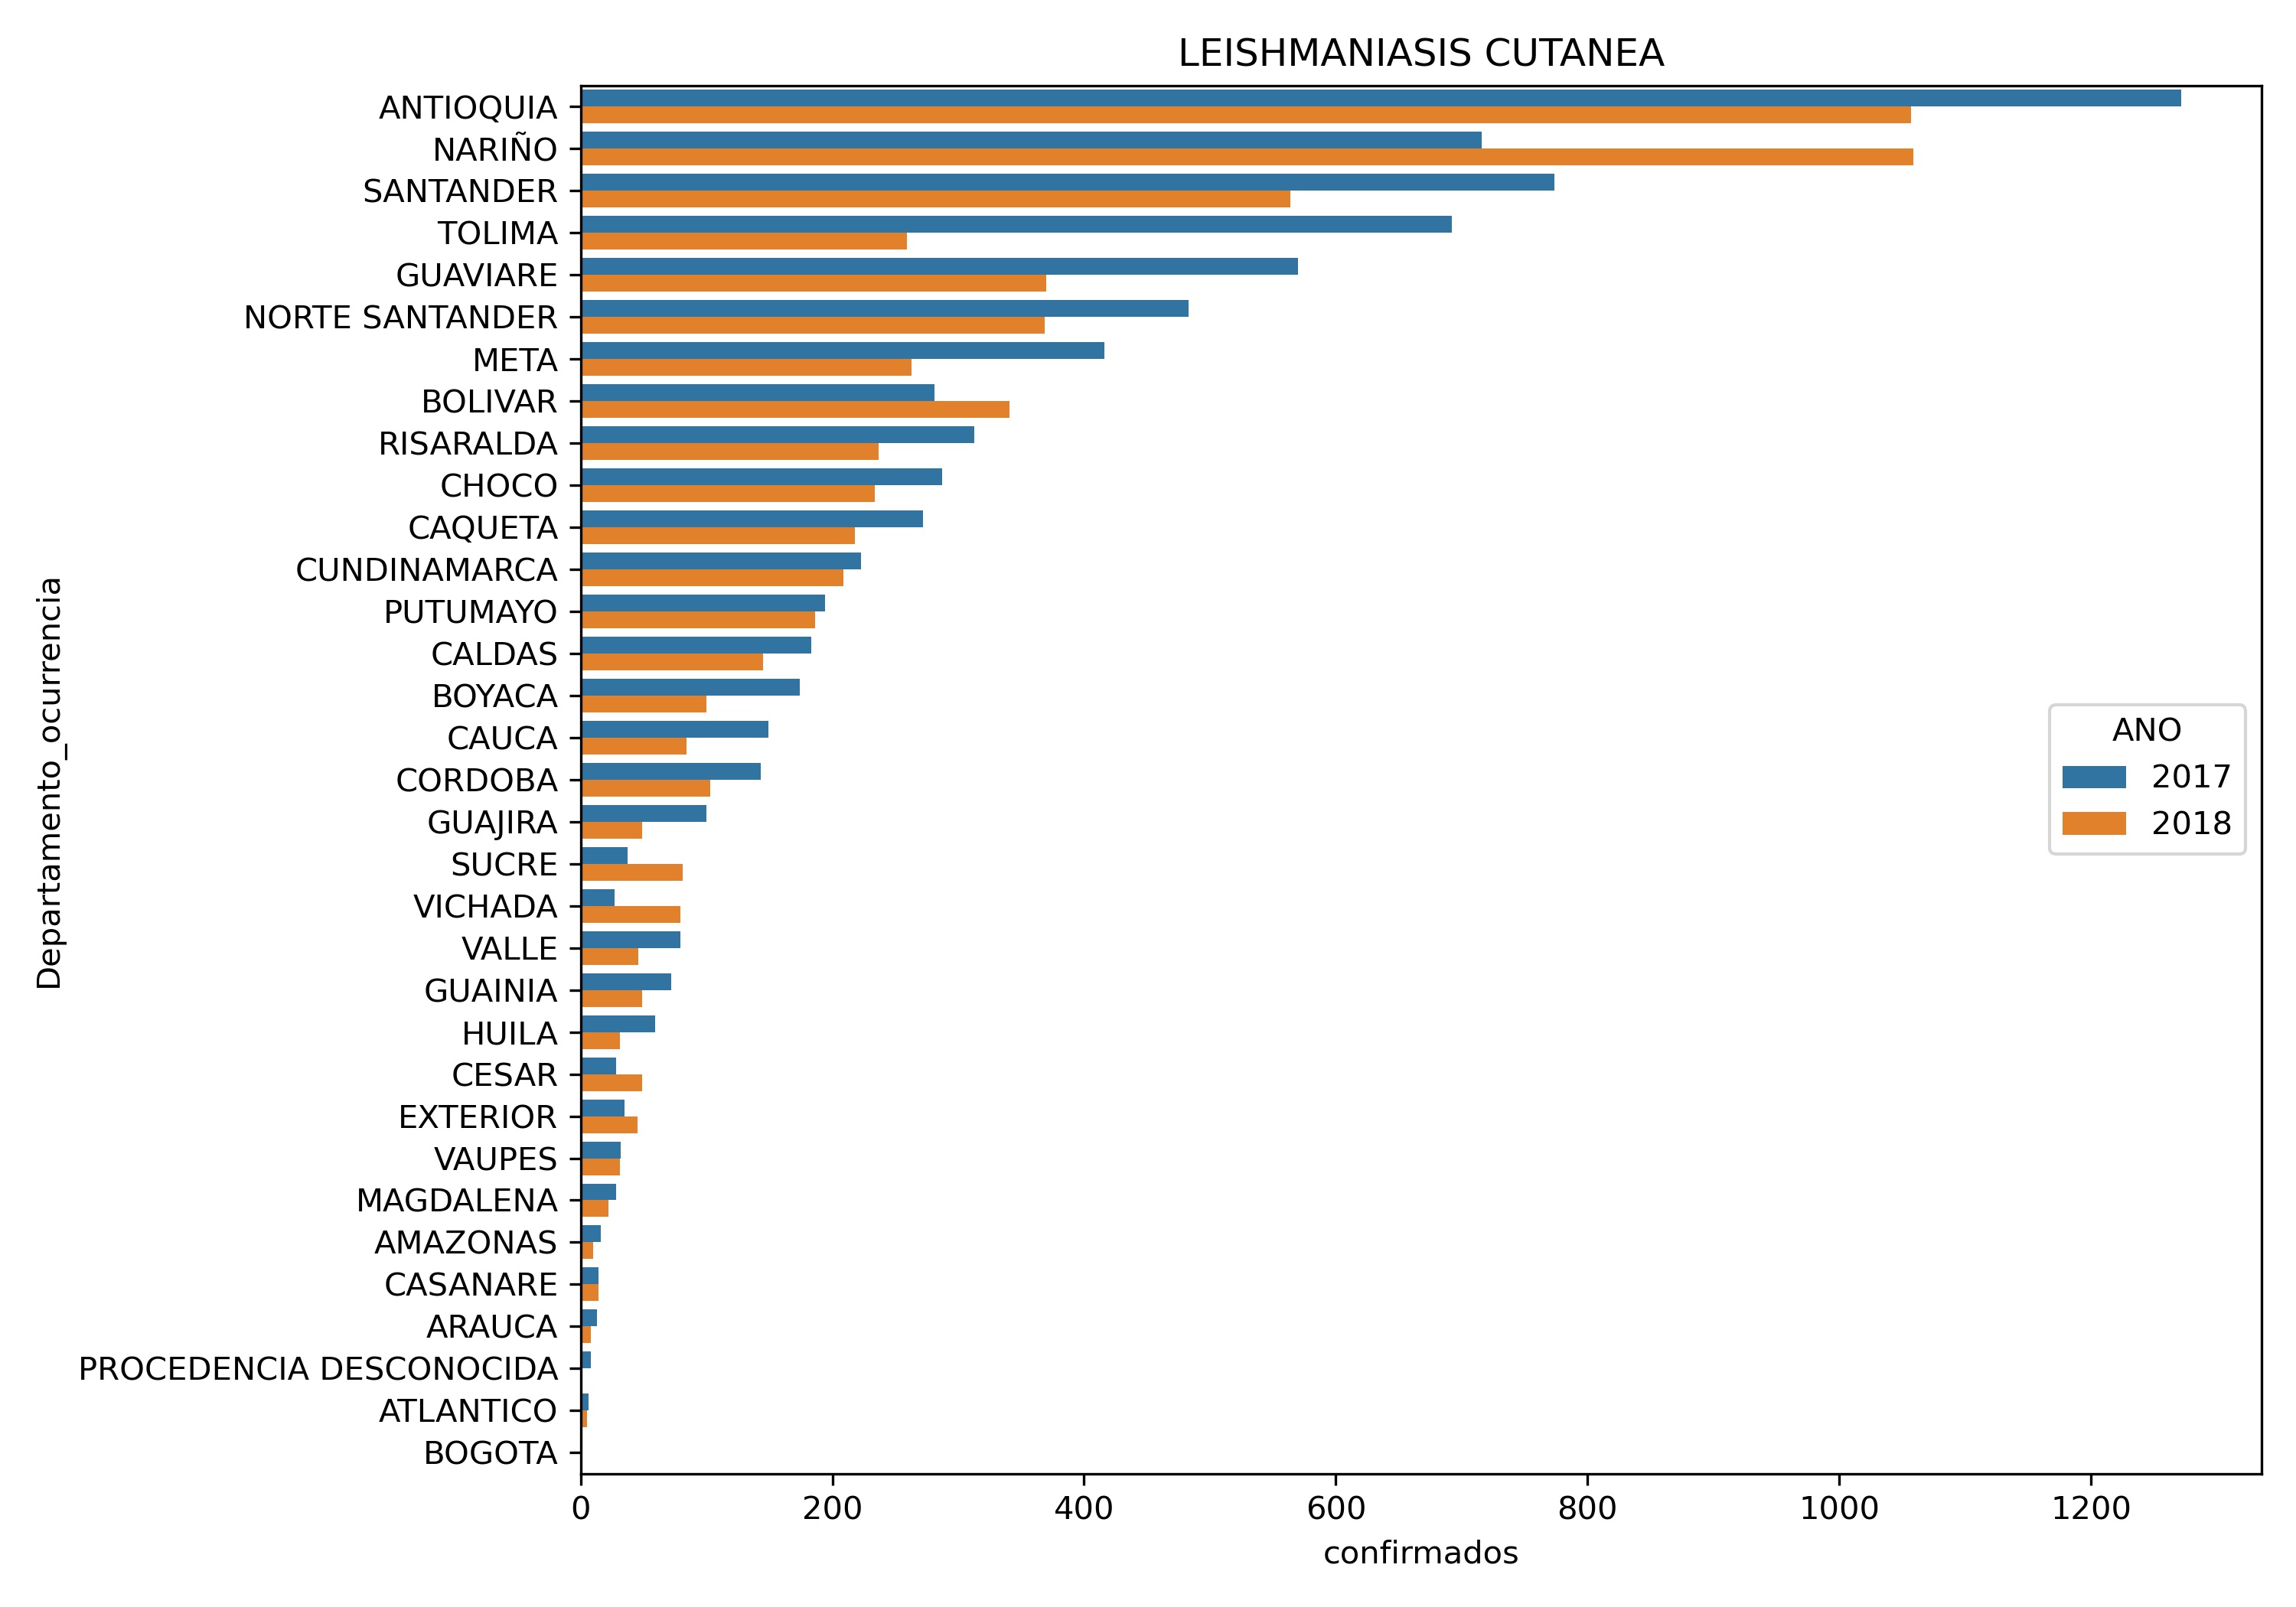 LEISHMANIASIS CUTANEA
Departamento_ocurrencia
ANTIOQUIA
NARIÑO
SANTANDER
TOLIMA
GUAVIARE
NORTE SANTANDER
META
BOLIVAR
RISARALDA
CHOCO
CAQUETA
CUNDINAMARCA
PUTUMAYO
CALDAS
BOYACA
CAUCA
CORDOBA
GUAJIRA
SUCRE
VICHADA
VALLE
GUAINIA
HUILA
CESAR
EXTERIOR
VAUPES
MAGDALENA
AMAZONAS
CASANARE
ARAUCA
PROCEDENCIA DESCONOCIDA
ATLANTICO
BOGOTA
ANO
2017
2018
0 200 400 600 800 1000 1200
confirmados